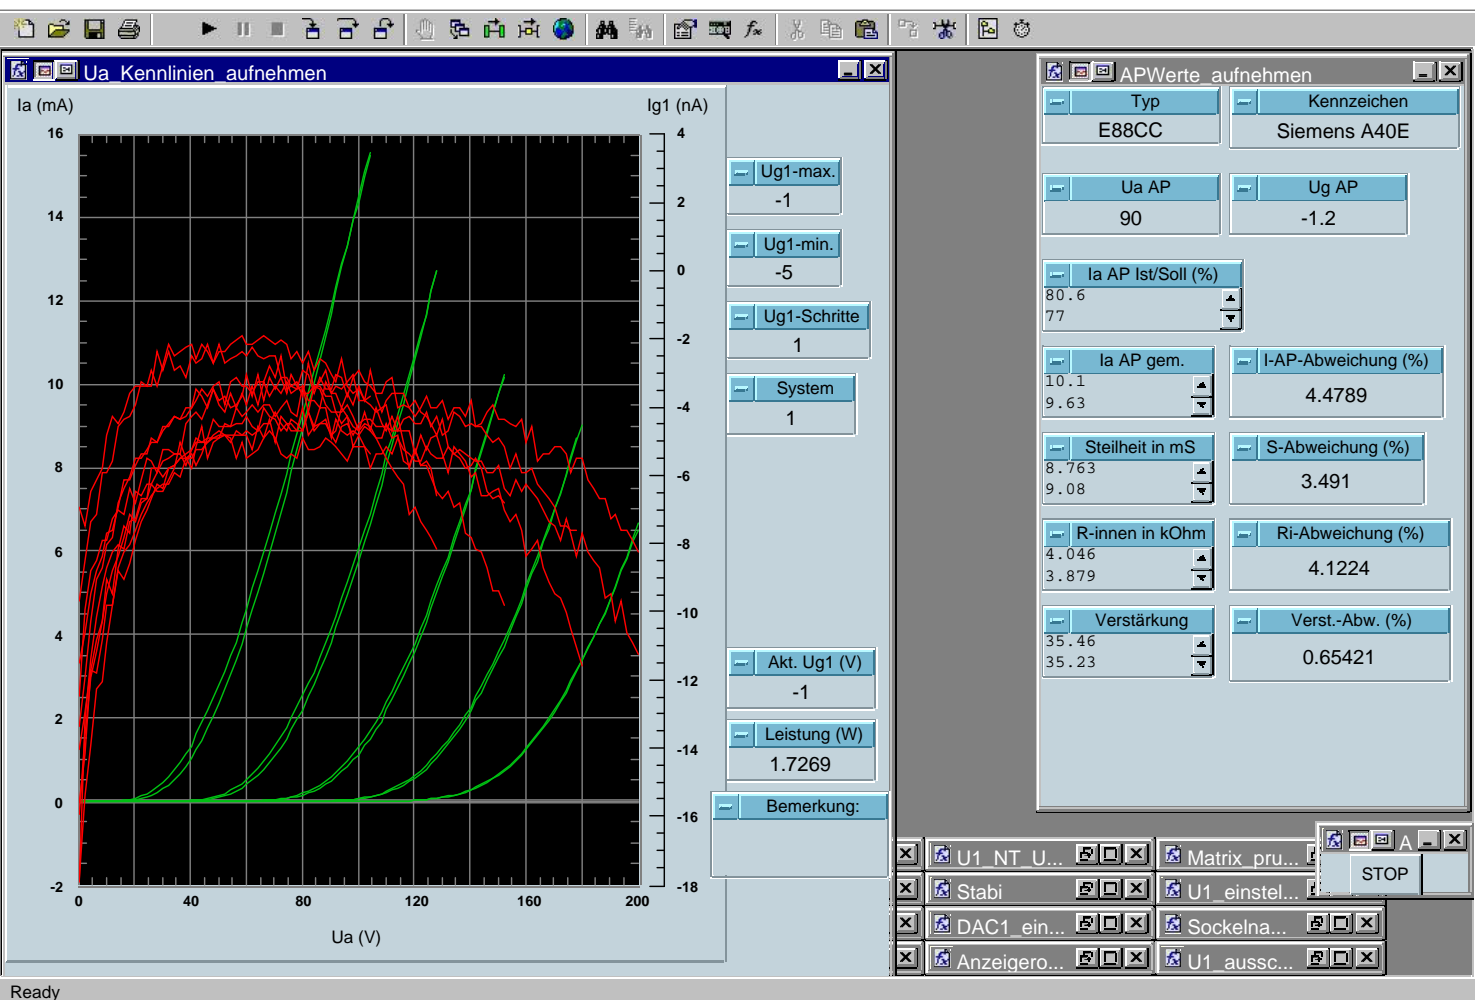 Ua_Kennlinien_aufnehmen
Ia (mA)
Ig1 (nA)
16
14
12
10
8
6
4
2
0
-2
4
2
0
-2
-4
-6
-8
-10
-12
-14
-16
-18
0
40
80
120
160
200
Ua (V)
Ug1-max.
-1
Ug1-min.
-5
Ug1-Schritte
1
System
1
Akt. Ug1 (V)
-1
Leistung (W)
1.7269
Bemerkung:
APWerte_aufnehmen
Typ
E88CC
Kennzeichen
Siemens A40E
Ua AP
90
Ug AP
-1.2
Ia AP Ist/Soll (%)
80.6
77
Ia AP gem.
10.1
9.63
I-AP-Abweichung (%)
4.4789
Steilheit in mS
8.763
9.08
S-Abweichung (%)
3.491
R-innen in kOhm
4.046
3.879
Ri-Abweichung (%)
4.1224
Verstärkung
35.46
35.23
Verst.-Abw. (%)
0.65421
A
STOP
U1_NT_U...
Matrix_pru...
Stabi
U1_einstel...
DAC1_ein...
Sockelna...
Anzeigero...
U1_aussc...
Ready